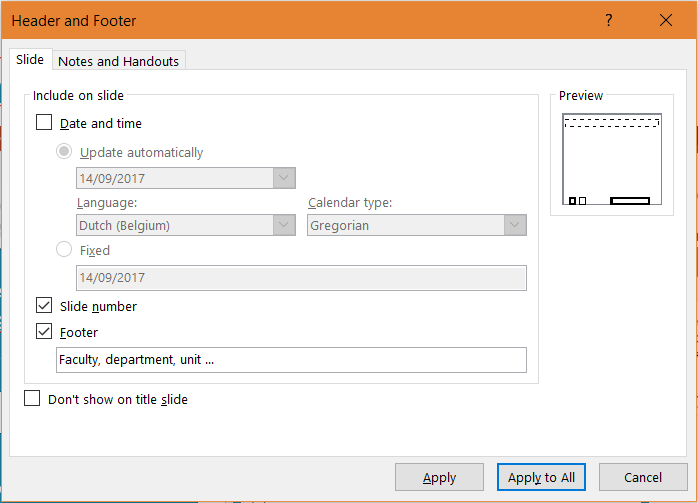 Header and Footer ?
Slide Notes and Handouts
Include on slide Preview
Date and time
Update automatically
14/09/2017
Language: Calendar type:
Dutch (Belgium) Gregorian
Fixed
14/09/2017
Slide number
Footer
Faculty, department, unit ...
Don't show on title slide
Apply Apply to All Cancel